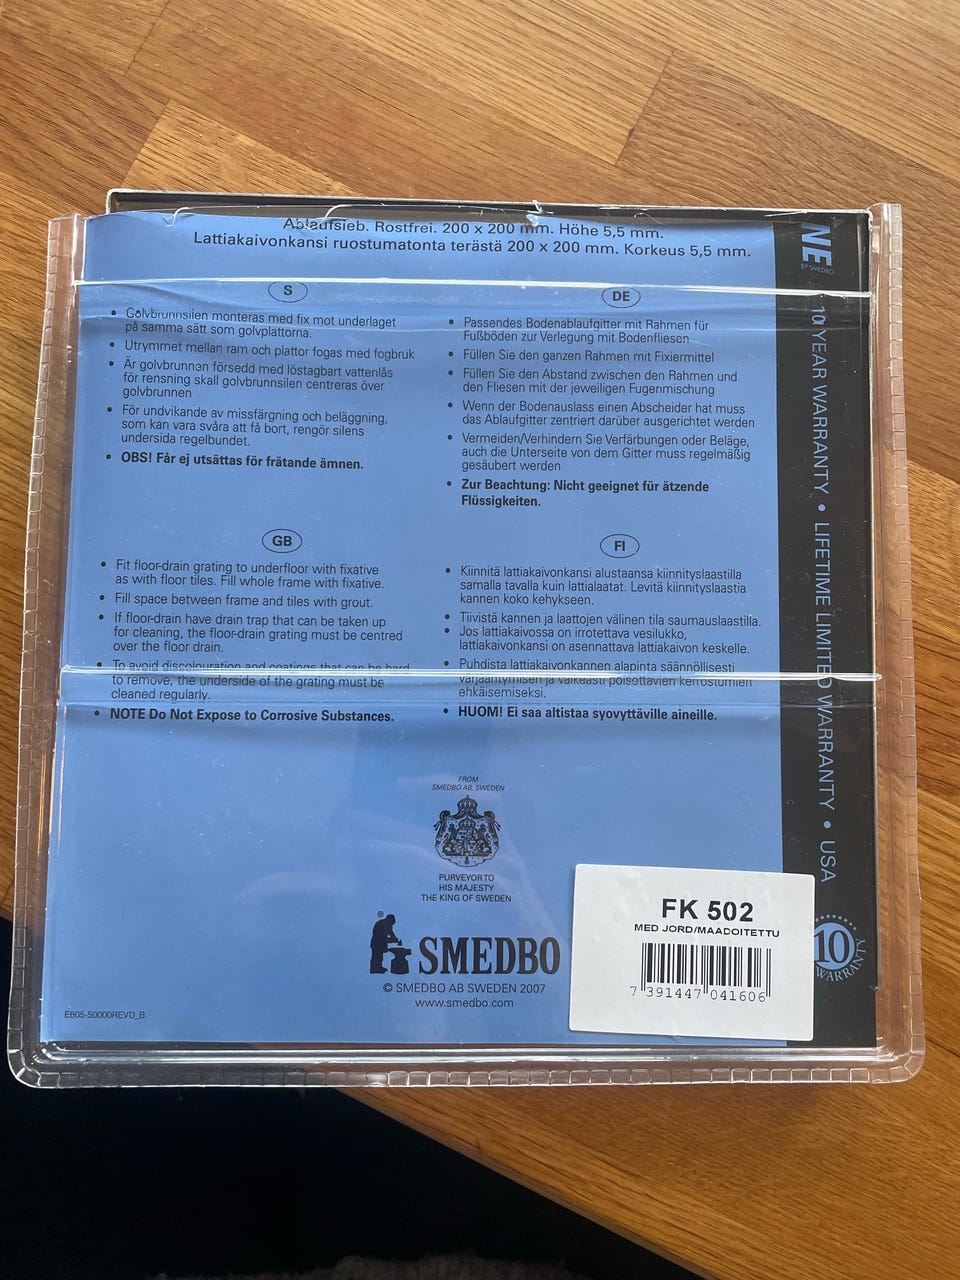 Ablaufsieb. Rostfrei. 200 x 200 mm. Höhe 5,5 mm.
Lattiakaivonkansi ruostumatonta terästä 200 x 200 mm. Korkeus 5,5 mm.
S
• Golvbrunnsilen monteras med fix mot underlaget
på samma sätt som golvplattorna.
• Utrymmet mellan ram och plattor fogas med fogbruk
• Är golvbrunnan försedd med löstagbart vattenlås
för rensning skall golvbrunnsilen centreras över
golvbrunnen
• För undvikande av missfärgning och beläggning,
som kan vara svåra att få bort, rengör silens
undersida regelbundet.
• OBS! Får ej utsättas för frätande ämnen.
DE
• Passendes Bodenablaufgitter mit Rahmen für
Fußböden zur Verlegung mit Bodenfliesen
• Füllen Sie den ganzen Rahmen mit Fixiermittel
• Füllen Sie den Abstand zwischen den Rahmen und
den Fliesen mit der jeweiligen Fugenmischung
• Wenn der Bodenauslass einen Abscheider hat muss
das Ablaufgitter zentriert darüber ausgerichtet werden
• Vermeiden/Verhindern Sie Verfärbungen oder Beläge,
auch die Unterseite von dem Gitter muss regelmäßig
gesäubert werden
• Zur Beachtung: Nicht geeignet für ätzende
Flüssigkeiten.
GB
• Fit floor-drain grating to underfloor with fixative
as with floor tiles. Fill whole frame with fixative.
• Fill space between frame and tiles with grout.
• If floor-drain have drain trap that can be taken up
for cleaning, the floor-drain grating must be centred
over the floor drain.
• To avoid discolouration and coatings that can be hard
to remove, the underside of the grating must be
cleaned regularly.
• NOTE Do Not Expose to Corrosive Substances.
FI
• Kiinnitä lattiakaivonkansi alustaansa kiinnityslaastilla
samalla tavalla kuin lattialaatat. Levitä kiinnityslaastia
kannen koko kehykseen.
• Tiivistä kannen ja laattojen välinen tila saumauslaastilla.
• Jos lattiakaivossa on irrotettava vesilukko,
lattiakaivonkansi on asennattava lattiakaivon keskelle.
• Puhdista lattiakaivonkannen alapinta säännöllisesti
värjääntymisen ja vaikeasti poisottavien kerrostumien
ehkäisemiseksi.
• HUOM! Ei saa altistaa syovyttäville aineille.
FROM
SMEDBO AB, SWEDEN
PURVEYOR TO
HIS MAJESTY
THE KING OF SWEDEN
® SMEDBO
© SMEDBO AB SWEDEN 2007
www.smedbo.com
E805-50000REVD_B
FK 502
MED JORD/MAADOITETTU
7 391447 041606
NE
BY SMEDBO
10 YEAR WARRANTY • LIFETIME LIMITED WARRANTY • USA
10
WARRANTY